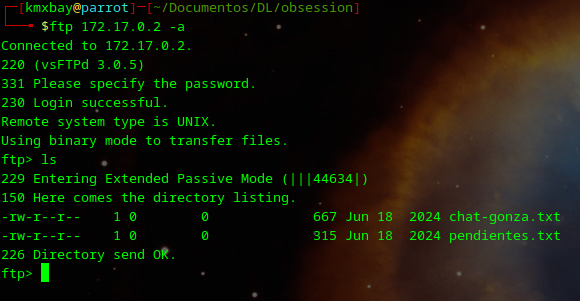 ┌─[kmxbay@parrot]─[~/Documentos/DL/obsession]
└──╼ $ftp 172.17.0.2 -a
Connected to 172.17.0.2.
220 (vsFTPd 3.0.5)
331 Please specify the password.
230 Login successful.
Remote system type is UNIX.
Using binary mode to transfer files.
ftp> ls
229 Entering Extended Passive Mode (|||44634|)
150 Here comes the directory listing.
-rw-r--r--    1 0        0             667 Jun 18  2024 chat-gonza.txt
-rw-r--r--    1 0        0             315 Jun 18  2024 pendientes.txt
226 Directory send OK.
ftp>